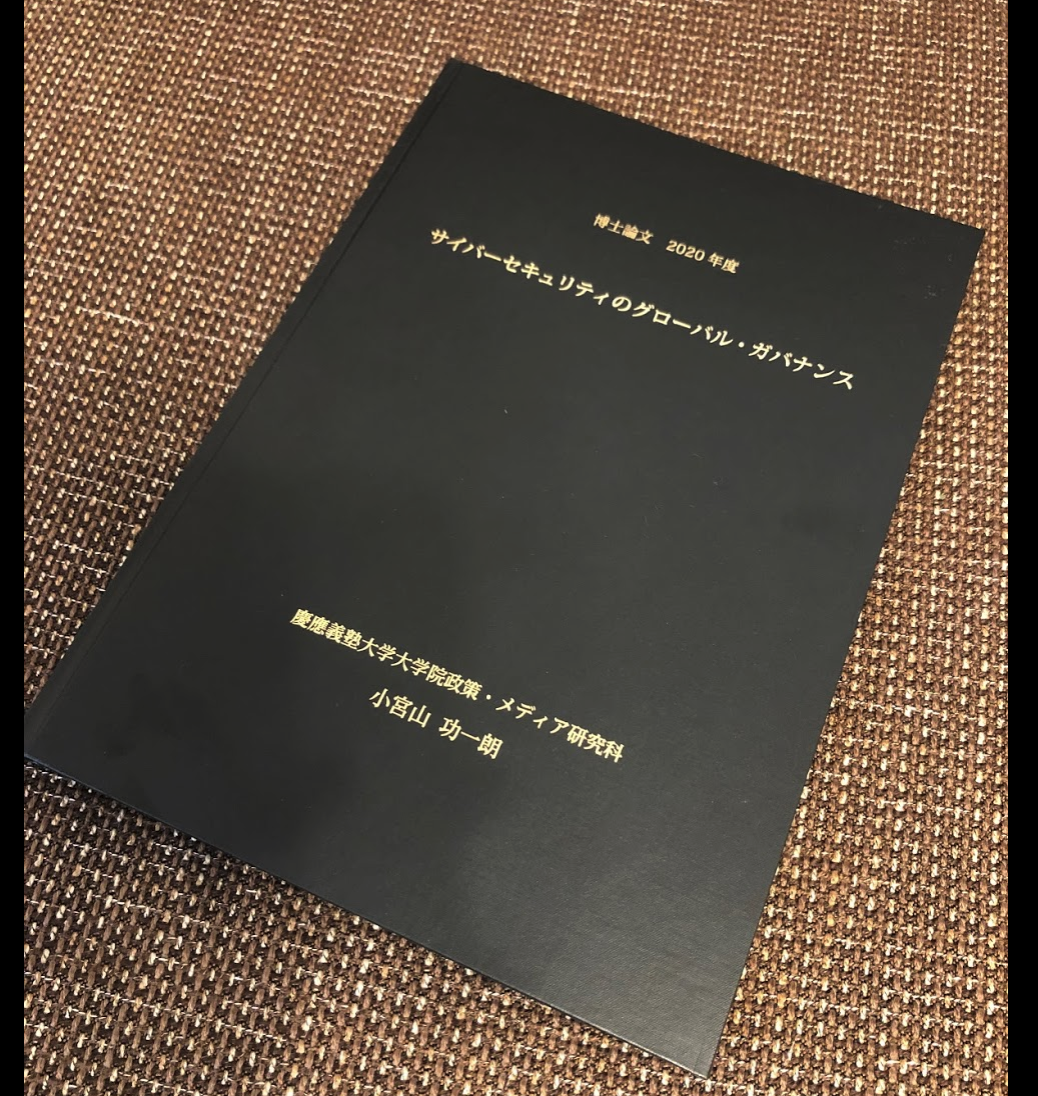 博士論文 2020 年度
サイバーセキュリティのグローバル・ガバナンス
慶應義塾大学大学院政策・メディア研究科
小宮山 功一朗